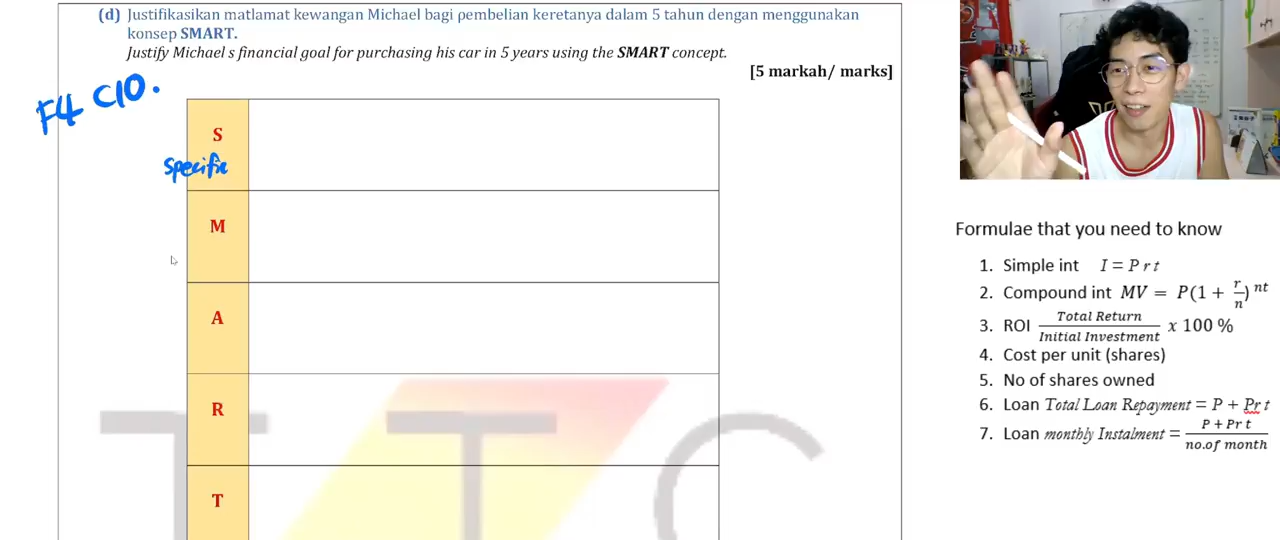 (d) Justifikasikan matlamat kewangan Michael bagi pembelian keretanya dalam 5 tahun dengan menggunakan
konsep SMART.
Justify Michael s financial goal for purchasing his car in 5 years using the SMART concept.
[5 markah/ marks]
F4 C10.
S
Specific
M
A
R
T
TTC
Formulae that you need to know
1. Simple int I = P r t
2. Compound int MV = P(1 + r/n)^nt
3. ROI Total Return/Initial Investment x 100 %
4. Cost per unit (shares)
5. No of shares owned
6. Loan Total Loan Repayment = P + Pr t
7. Loan monthly Instalment = P + Pr t/no.of month